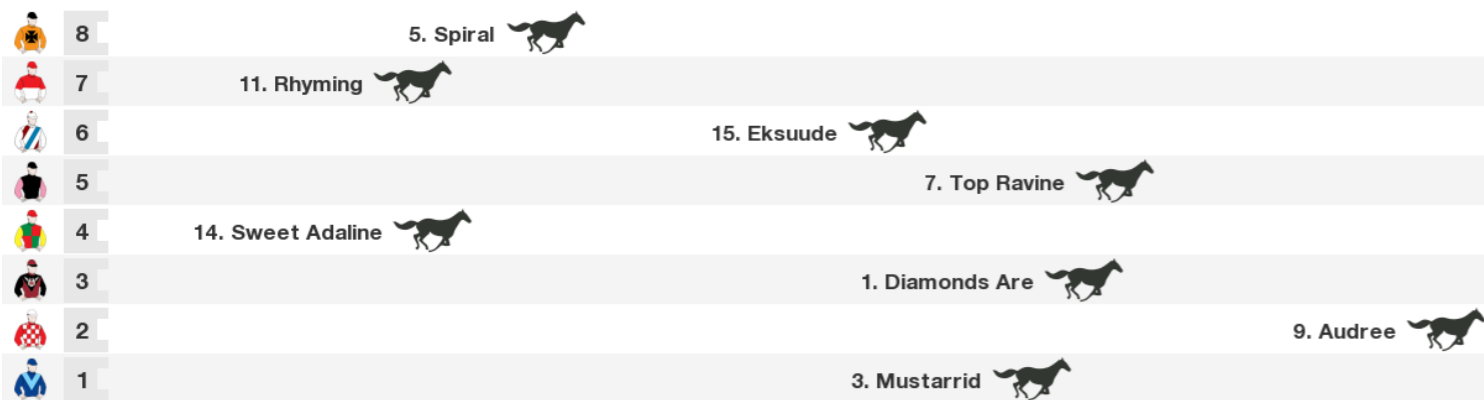 8 5. Spiral
7 11. Rhyming
6 15. Eksuude
5 7. Top Ravine
4 14. Sweet Adaline
3 1. Diamonds Are
2 9. Audree
1 3. Mustarrid